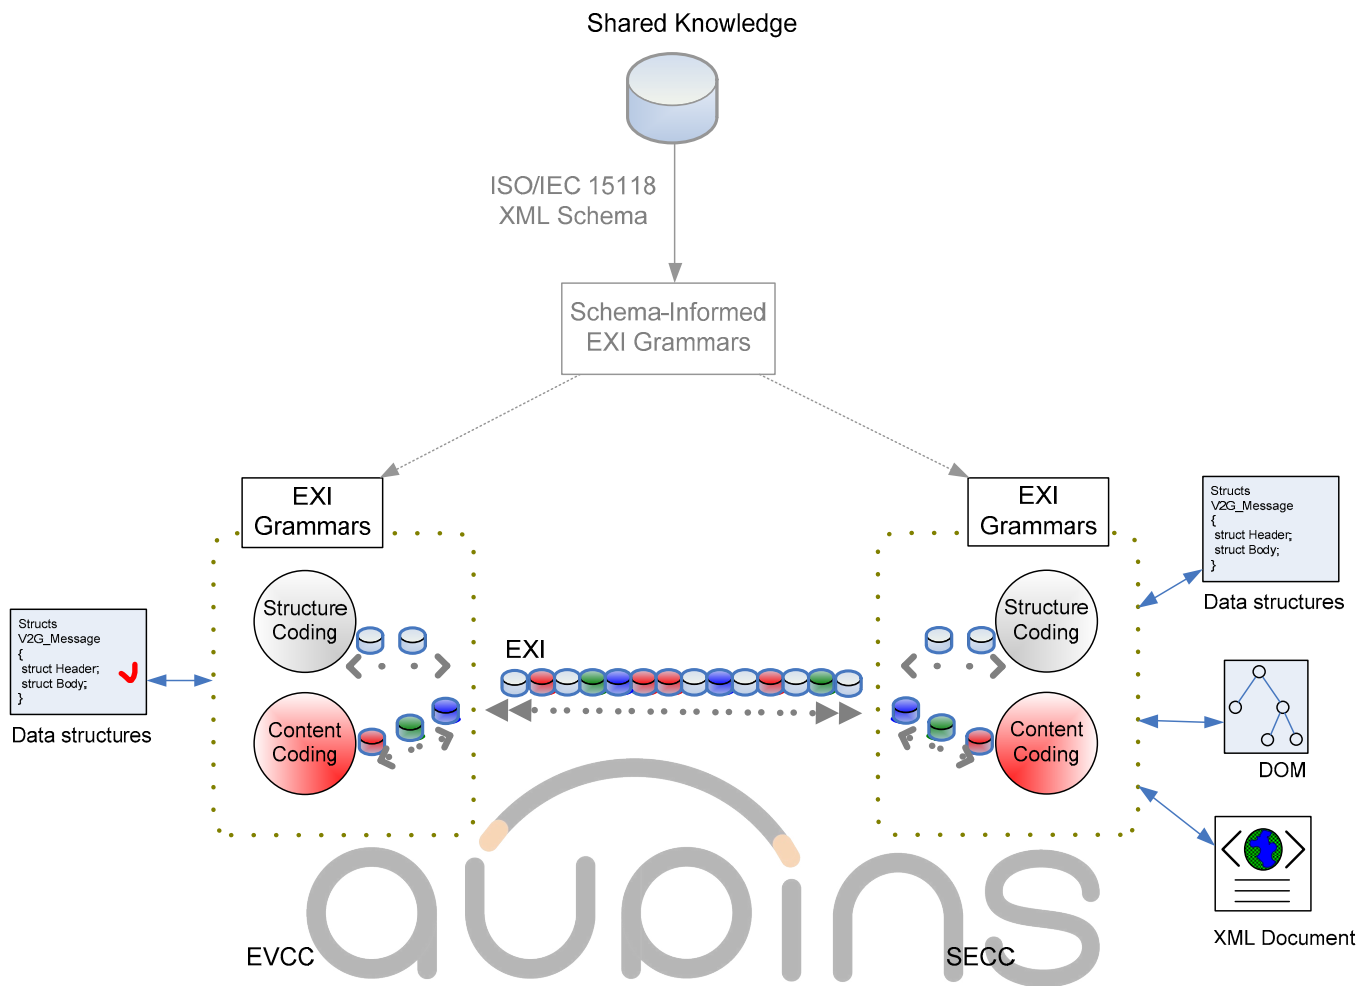 Shared Knowledge
ISO/IEC 15118
XML Schema
Schema-Informed
EXI Grammars
EXI
Grammars
EXI
Grammars
Structure
Coding
Content
Coding
Structs
V2G_Message
{
struct Header;
struct Body;
}
Data structures
EXI
Structure
Coding
Content
Coding
Structs
V2G_Message
{
struct Header;
struct Body;
}
Data structures
DOM
XML Document
EVCC
SECC
aupins